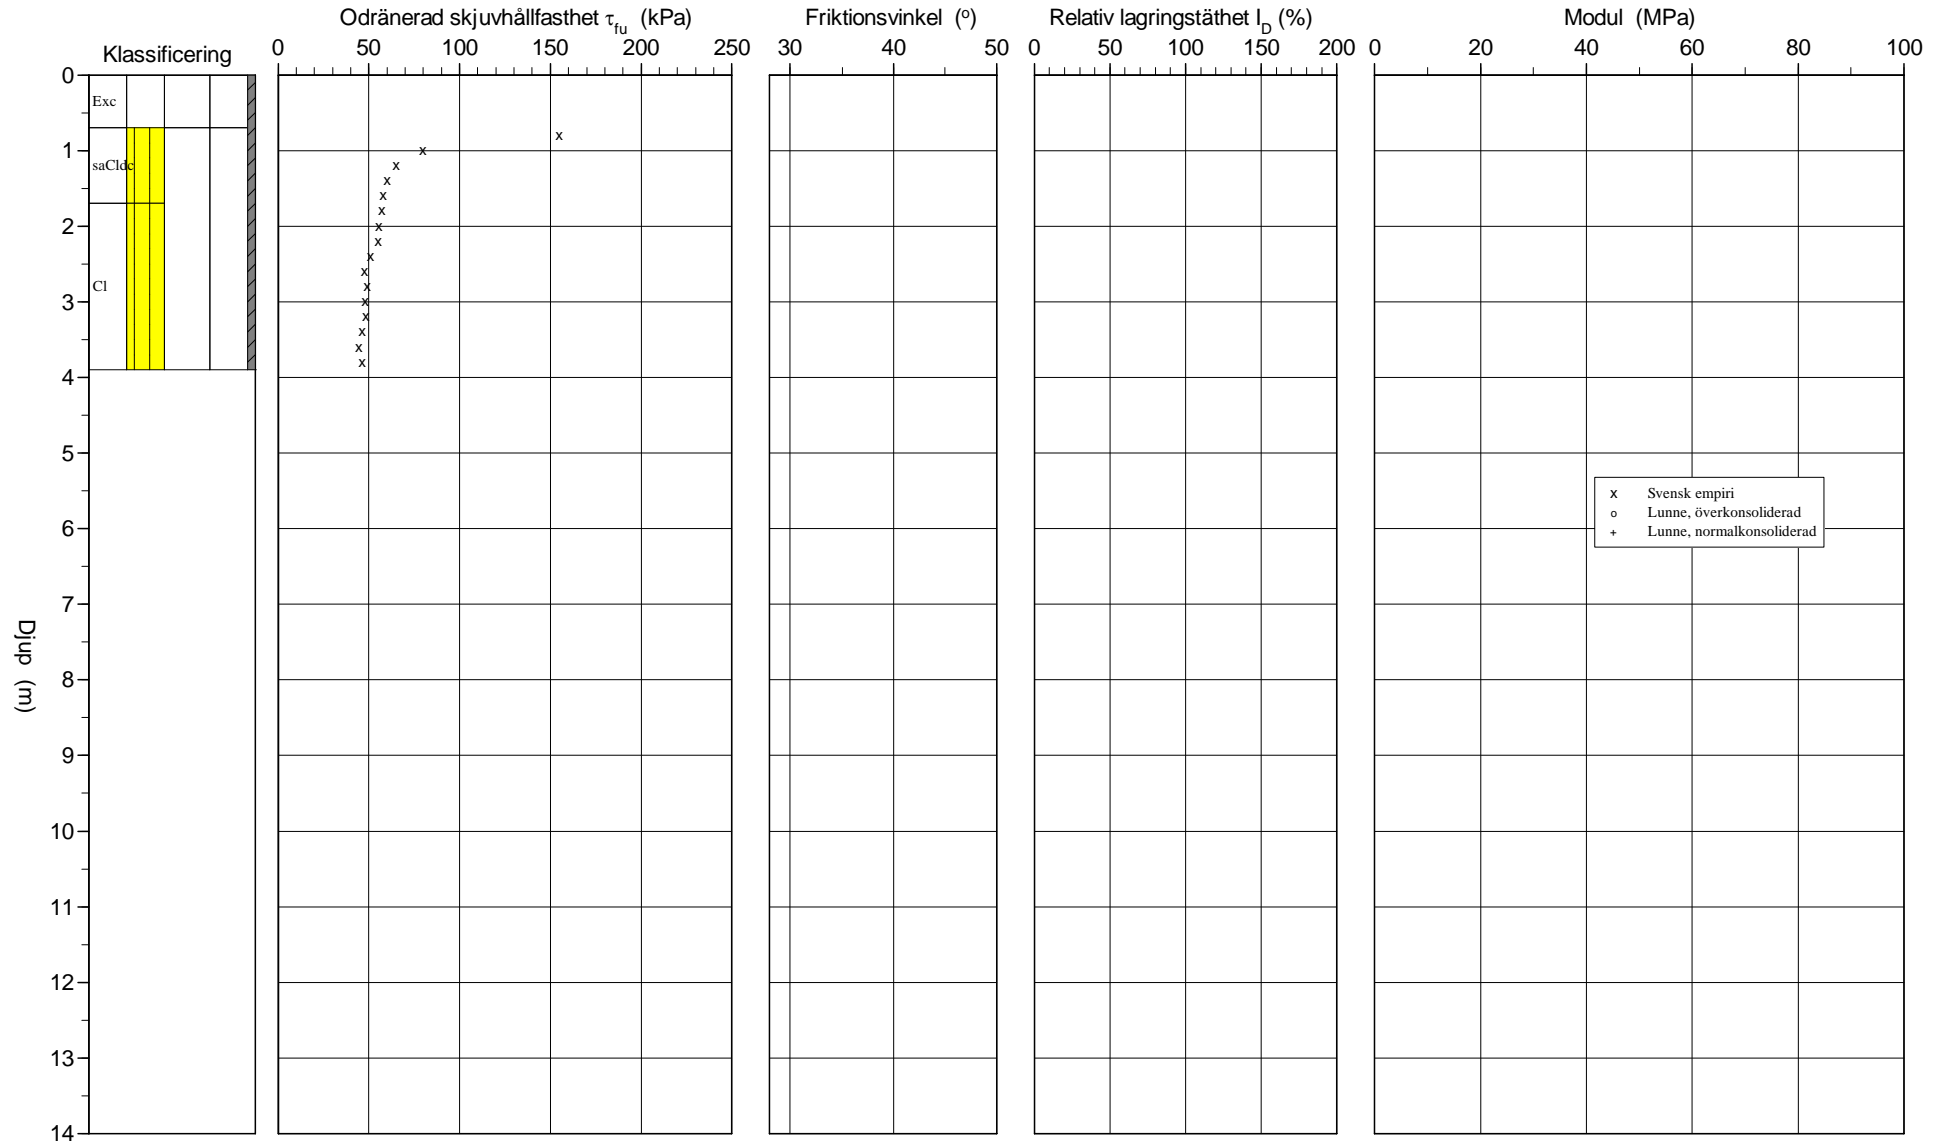 Odränerad skjuvhållfasthet τfu (kPa)
Friktionsvinkel (o)
Relativ lagringstäthet ID (%)
Modul (MPa)
Klassificering
0 50 100 150 200 250
30 40 50
0 50 100 150 200
0 20 40 60 80 100
0
Exc
1
saCldc
2
Cl
3
4
5
x Svensk empiri
o Lunne, överkonsoliderad
+ Lunne, normalkonsoliderad
6
7
Djup (m)
8
9
10
11
12
13
14